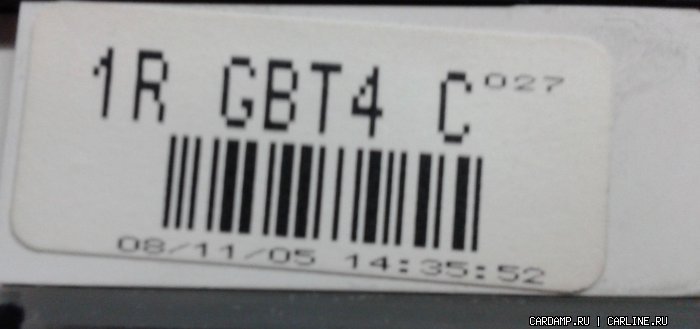 1R GBT4 C 027
08/11/05 14:35:52
CARDAMP.RU | CARLINE.RU